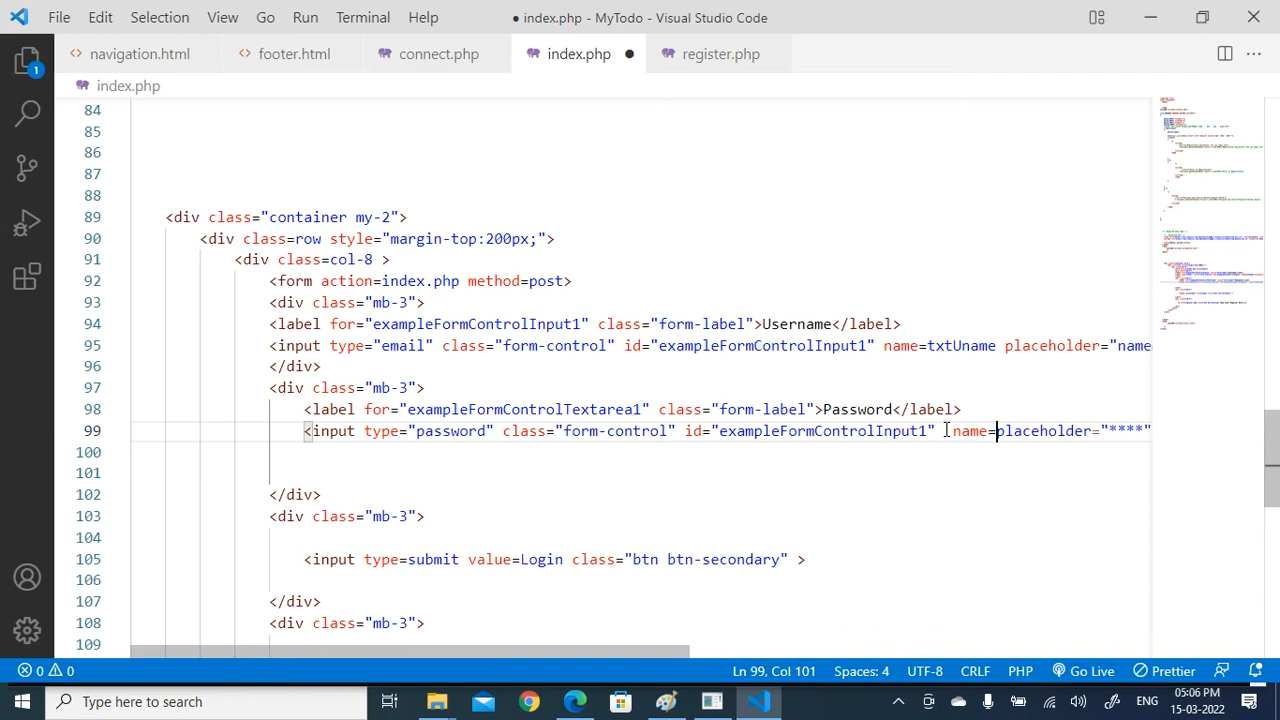 File Edit Selection View Go Run Terminal Help ● index.php - MyTodo - Visual Studio Code
navigation.html footer.html connect.php index.php ● register.php
index.php
1
84
85
86
87
88
89 <div class="container my-2">
90 <div class=row style="margin-top:200px;">
91 <div class=col-8 >
92 <form action=index.php method=post>
93 <div class="mb-3">
94 <label for="exampleFormControlInput1" class="form-label >Username</label>
95 <input type="email" class="form-control" id="exampleFormControlInput1" name=txtUname placeholder="name
96 </div>
97 <div class="mb-3">
98 <label for="exampleFormControlTextarea1" class="form-label">Password</label>
99 <input type="password" class="form-control" id="exampleFormControlInput1" name=placeholder="****"
100
101
102 </div>
103 <div class="mb-3">
104
105 <input type=submit value=Login class="btn btn-secondary" >
106
107 </div>
108 <div class="mb-3">
109
0 0 Ln 99, Col 101 Spaces: 4 UTF-8 CRLF PHP Go Live Prettier
Type here to search ENG 05:06 PM 15-03-2022